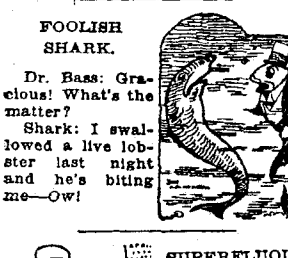 FOOLISH
SHARK.
Dr. Bass: Gra-
cious! What's the
matter?
Shark: I swal-
lowed a live lob-
ster last night
and he's biting
me—Ow!